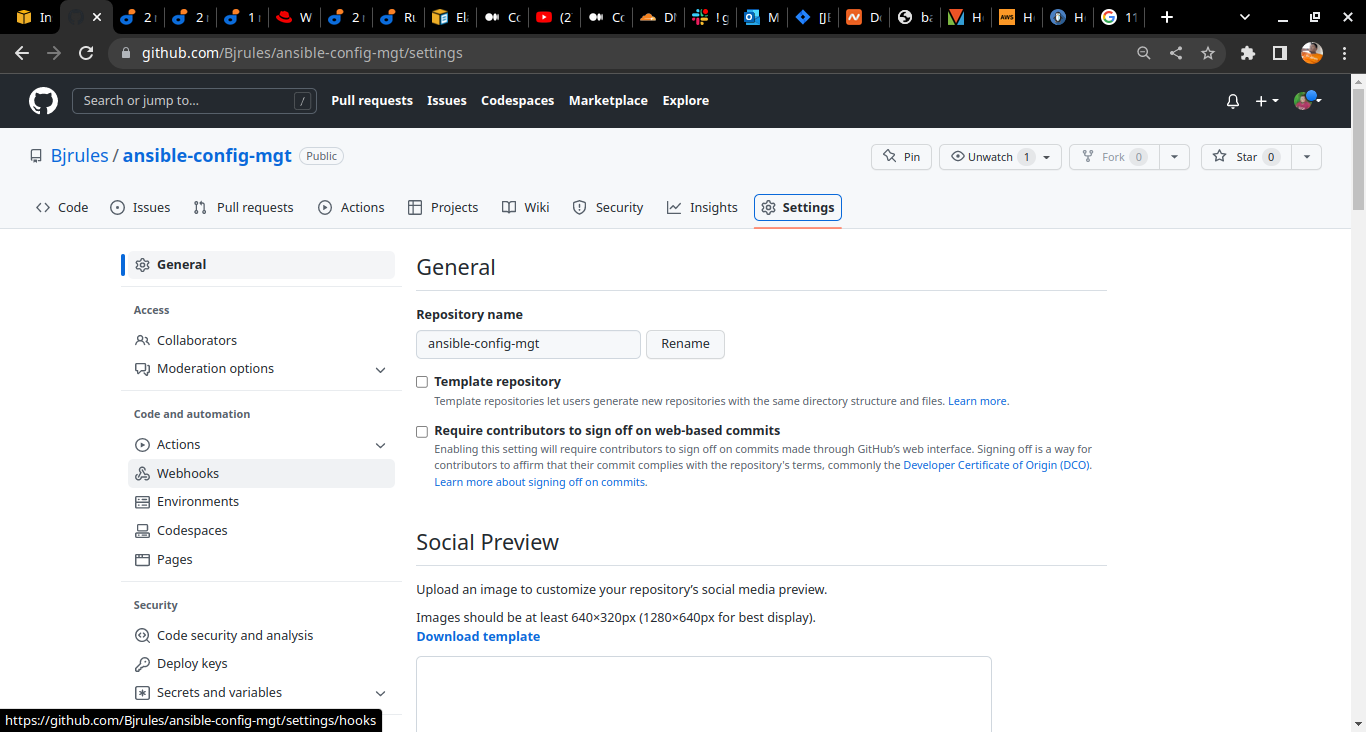 In
2
2
1
W
2
Ru
Ela
Co
(2
Co
DN
! g
M
[JE
Do
ba
Ho
Ho
Ho
11
github.com/Bjrules/ansible-config-mgt/settings
Search or jump to...
/
Pull requests
Issues
Codespaces
Marketplace
Explore
Bjrules / ansible-config-mgt
Public
Pin
Unwatch 1
Fork 0
Star 0
Code
Issues
Pull requests
Actions
Projects
Wiki
Security
Insights
Settings
General
Access
Collaborators
Moderation options
Code and automation
Actions
Webhooks
Environments
Codespaces
Pages
Security
Code security and analysis
Deploy keys
Secrets and variables
https://github.com/Bjrules/ansible-config-mgt/settings/hooks
General
Repository name
ansible-config-mgt
Rename
Template repository
Template repositories let users generate new repositories with the same directory structure and files. Learn more.
Require contributors to sign off on web-based commits
Enabling this setting will require contributors to sign off on commits made through GitHub's web interface. Signing off is a way for
contributors to affirm that their commit complies with the repository's terms, commonly the Developer Certificate of Origin (DCO).
Learn more about signing off on commits.
Social Preview
Upload an image to customize your repository's social media preview.
Images should be at least 640×320px (1280×640px for best display).
Download template